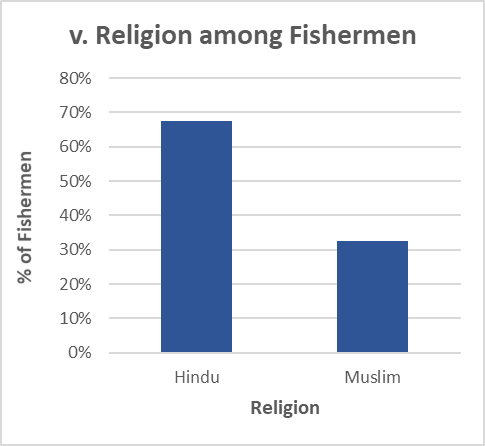 v. Religion among Fishermen
80%
70%
60%
50%
40%
30%
20%
10%
0%
% of Fishermen
Hindu
Muslim
Religion